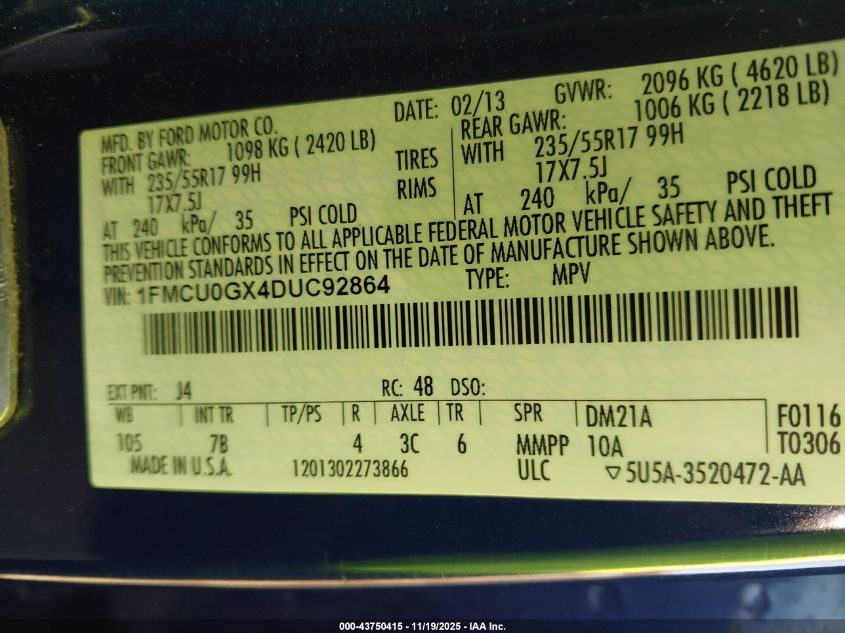 MFD. BY FORD MOTOR CO. DATE: 02/13 GVWR: 2096 KG ( 4620 LB)
FRONT GAWR: 1098 KG ( 2420 LB) REAR GAWR: 1006 KG ( 2218 LB)
WITH 235/55R17 99H TIRES WITH 235/55R17 99H
17X7.5J RIMS 17X7.5J
AT 240 kPa/ 35 PSI COLD AT 240 kPa/ 35 PSI COLD
THIS VEHICLE CONFORMS TO ALL APPLICABLE FEDERAL MOTOR VEHICLE SAFETY AND THEFT
PREVENTION STANDARDS IN EFFECT ON THE DATE OF MANUFACTURE SHOWN ABOVE.
VIN: 1FMCU0GX4DUC92864 TYPE: MPV
EXT PNT: J4 RC: 48 DSO:
WB | INT TR | TP/PS | R | AXLE | TR | SPR DM21A F0116
105 7B 4 3C 6 MMPP 10A T0306
MADE IN U.S.A. 1201302273866 ULC ▽5U5A-3520472-AA
000-43750415 - 11/19/2025 - IAA Inc.